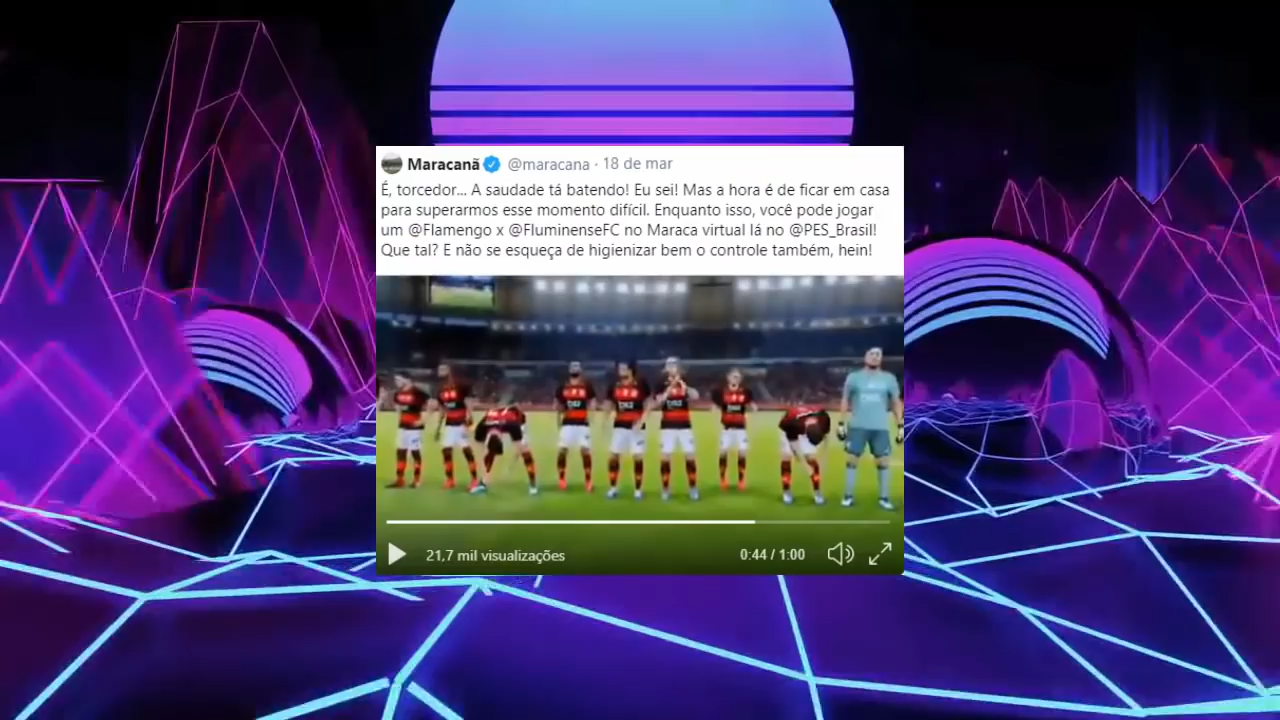 Maracanã @maracana · 18 de mar
É, torcedor... A saudade tá batendo! Eu sei! Mas a hora é de ficar em casa
para superarmos esse momento difícil. Enquanto isso, você pode jogar
um @Flamengo x @FluminenseFC no Maraca virtual lá no @PES_Brasil!
Que tal? E não se esqueça de higienizar bem o controle também, hein!
21,7 mil visualizações 0:44 / 1:00